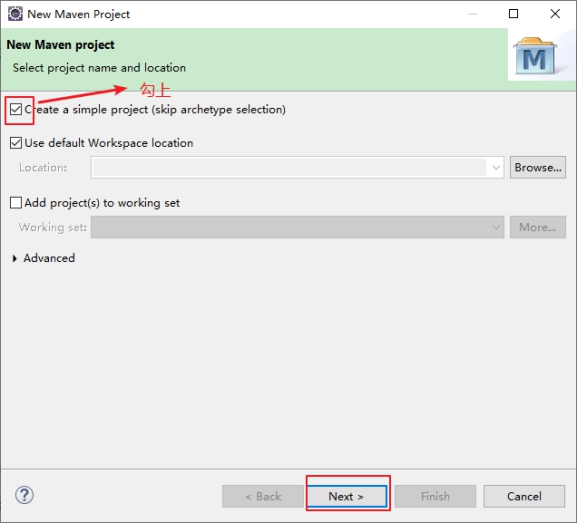 New Maven Project
New Maven project
Select project name and location
M
勾上
Create a simple project (skip archetype selection)
Use default Workspace location
Location:
Browse...
Add project(s) to working set
Working set:
More...
Advanced
?
< Back
Next >
Finish
Cancel